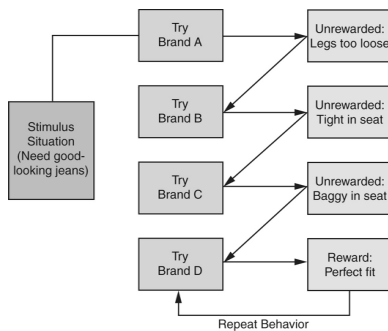 Try
Brand A
Unrewarded:
Legs too loose
Try
Brand B
Unrewarded:
Tight in seat
Stimulus
Situation
(Need good-
looking jeans)
Try
Brand C
Unrewarded:
Baggy in seat
Try
Brand D
Reward:
Perfect fit
Repeat Behavior